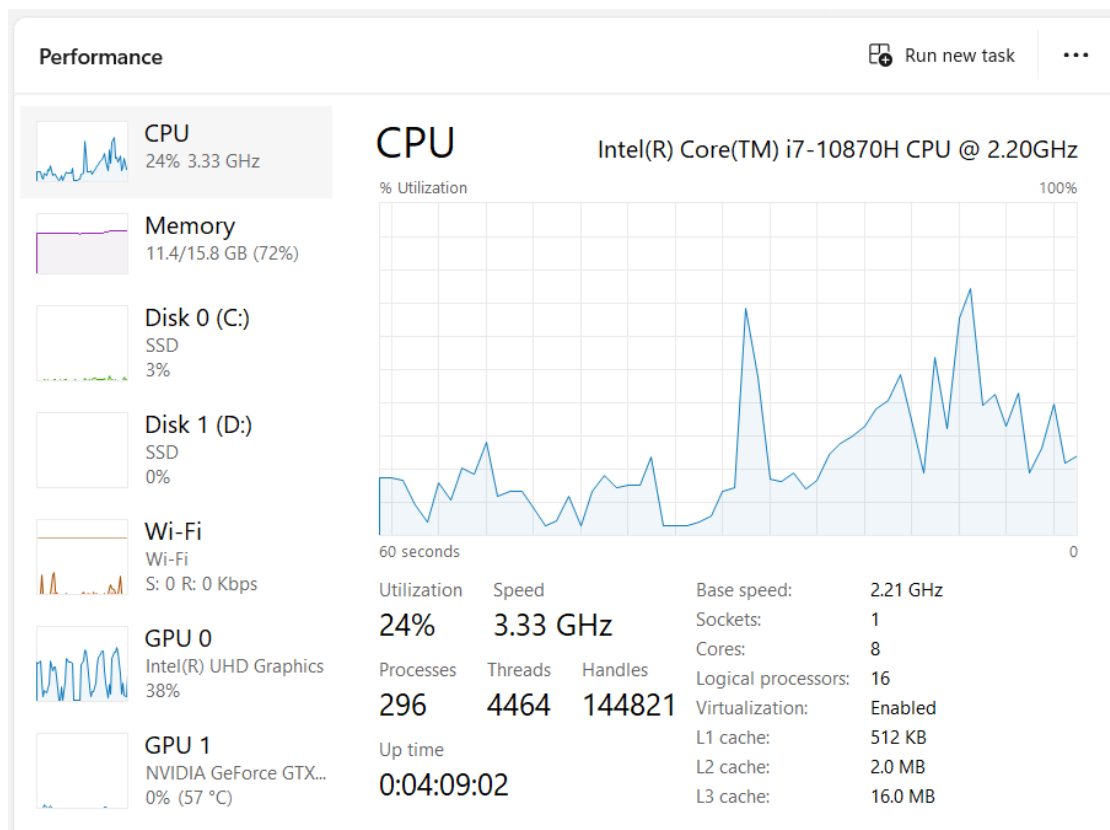 Performance
Run new task
CPU
24% 3.33 GHz
Memory
11.4/15.8 GB (72%)
Disk 0 (C:)
SSD
3%
Disk 1 (D:)
SSD
0%
Wi-Fi
Wi-Fi
S: 0 R: 0 Kbps
GPU 0
Intel(R) UHD Graphics
38%
GPU 1
NVIDIA GeForce GTX...
0% (57 °C)
CPU
Intel(R) Core(TM) i7-10870H CPU @ 2.20GHz
% Utilization 100%
60 seconds 0
Utilization Speed
24% 3.33 GHz
Processes Threads Handles
296 4464 144821
Up time
0:04:09:02
Base speed: 2.21 GHz
Sockets: 1
Cores: 8
Logical processors: 16
Virtualization: Enabled
L1 cache: 512 KB
L2 cache: 2.0 MB
L3 cache: 16.0 MB